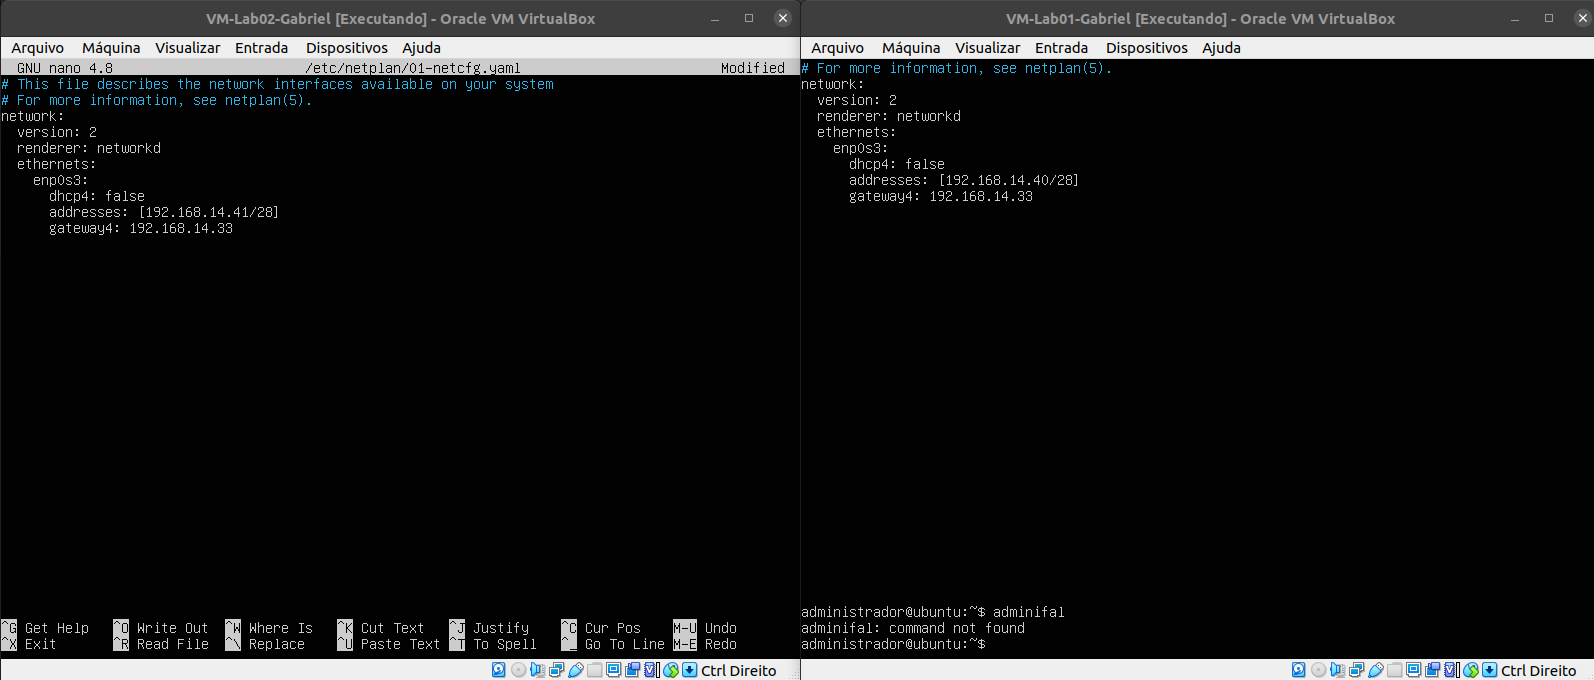 VM-Lab02-Gabriel [Executando] - Oracle VM VirtualBox
Arquivo Máquina Visualizar Entrada Dispositivos Ajuda
GNU nano 4.8 /etc/netplan/01-netcfg.yaml Modified
# This file describes the network interfaces available on your system
# For more information, see netplan(5).
network:
  version: 2
  renderer: networkd
  ethernets:
    enp0s3:
      dhcp4: false
      addresses: [192.168.14.41/28]
      gateway4: 192.168.14.33
^G Get Help ^O Write Out ^W Where Is ^K Cut Text ^J Justify ^C Cur Pos M-U Undo
^X Exit ^R Read File ^\ Replace ^U Paste Text ^T To Spell ^_ Go To Line M-E Redo
Ctrl Direito
VM-Lab01-Gabriel [Executando] - Oracle VM VirtualBox
Arquivo Máquina Visualizar Entrada Dispositivos Ajuda
# For more information, see netplan(5).
network:
  version: 2
  renderer: networkd
  ethernets:
    enp0s3:
      dhcp4: false
      addresses: [192.168.14.40/28]
      gateway4: 192.168.14.33
administrador@ubuntu:~$ adminifal
adminifal: command not found
administrador@ubuntu:~$
Ctrl Direito